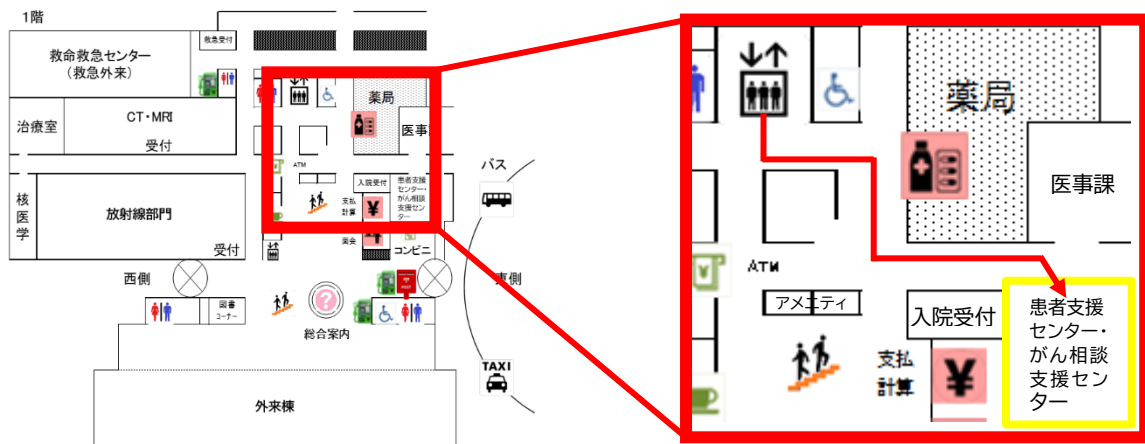 1階
救急受付
救命救急センター
(救急外来)
治療室
CT・MRI
受付
薬局
医事課
ATM
核医学
放射線部門
受付
入院受付
患者支援
センター・
がん相談
支援セン
ター
支払
計算
¥
コンビニ
バス
西側
東側
図書
コーナー
?
総合案内
POST
TAXI
外来棟
薬局
医事課
¥
ATM
アメニティ
入院受付
支払
計算
¥
患者支援
センター・
がん相談
支援セン
ター